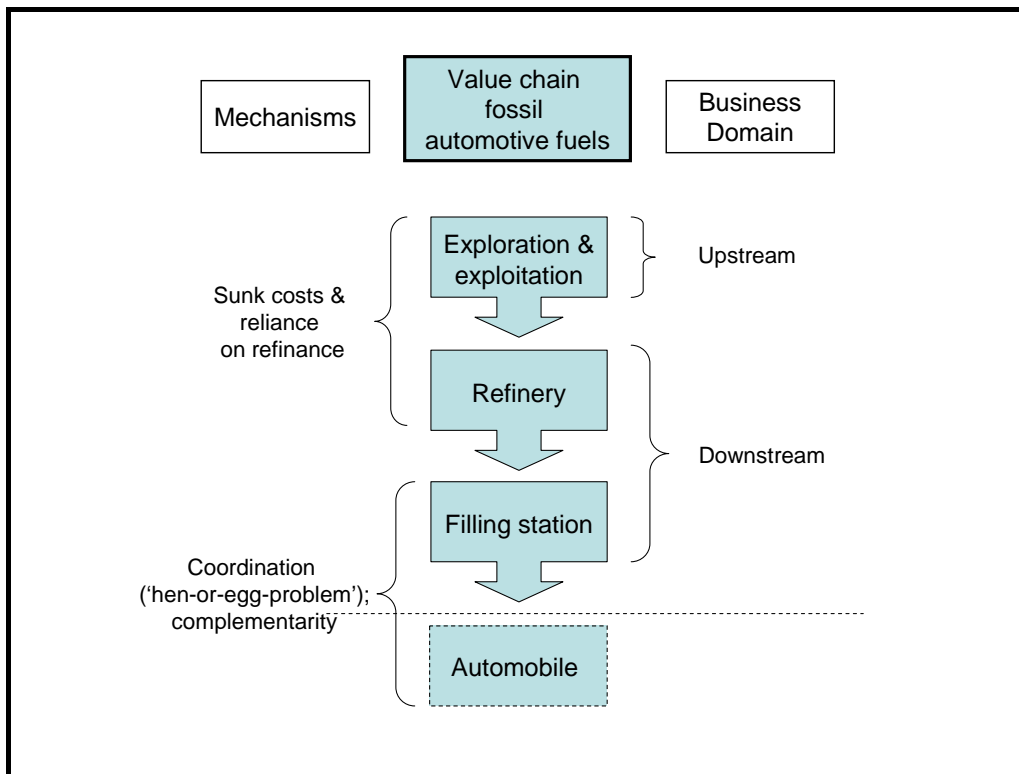 Mechanisms
Value chain
fossil
automotive fuels
Business
Domain
Exploration &
exploitation
Upstream
Sunk costs &
reliance
on refinance
Refinery
Downstream
Filling station
Coordination
(‘hen-or-egg-problem’);
complementarity
Automobile